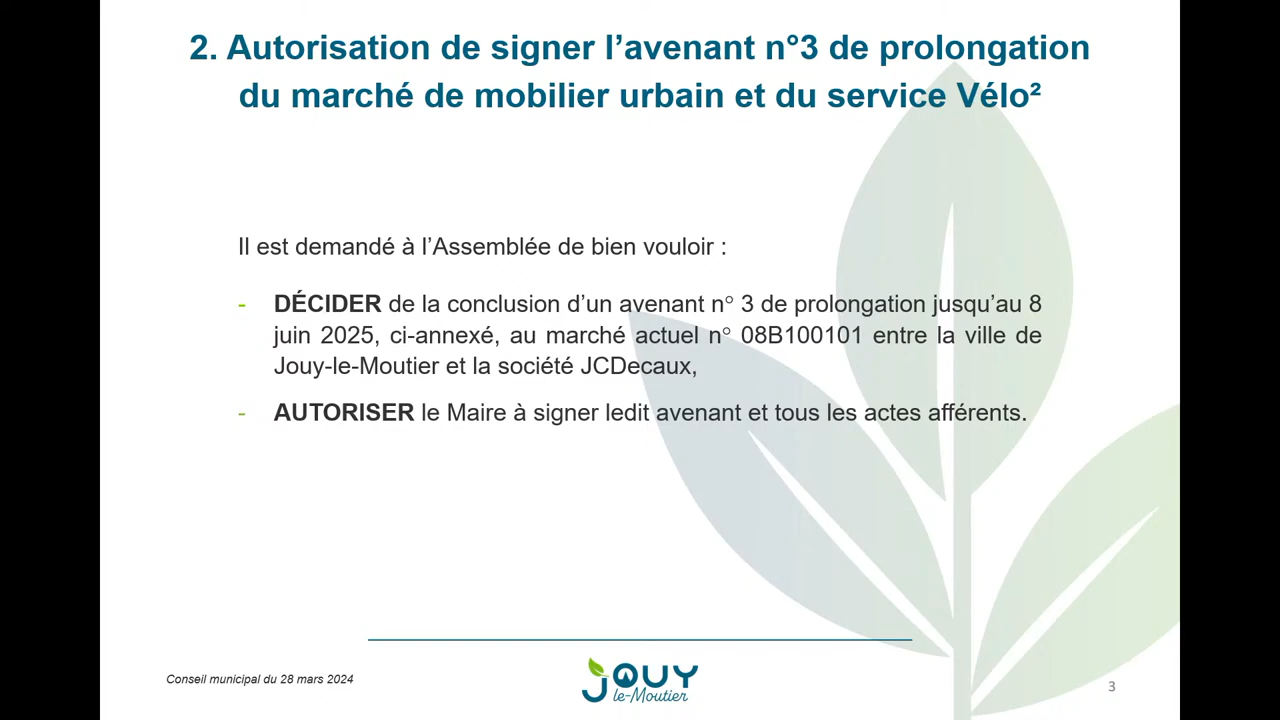 2. Autorisation de signer l’avenant n°3 de prolongation
du marché de mobilier urbain et du service Vélo²
Il est demandé à l’Assemblée de bien vouloir :
- DÉCIDER de la conclusion d’un avenant n° 3 de prolongation jusqu’au 8
juin 2025, ci-annexé, au marché actuel n° 08B100101 entre la ville de
Jouy-le-Moutier et la société JCDecaux,
- AUTORISER le Maire à signer ledit avenant et tous les actes afférents.
Conseil municipal du 28 mars 2024
JOUY
le-Moutier
3